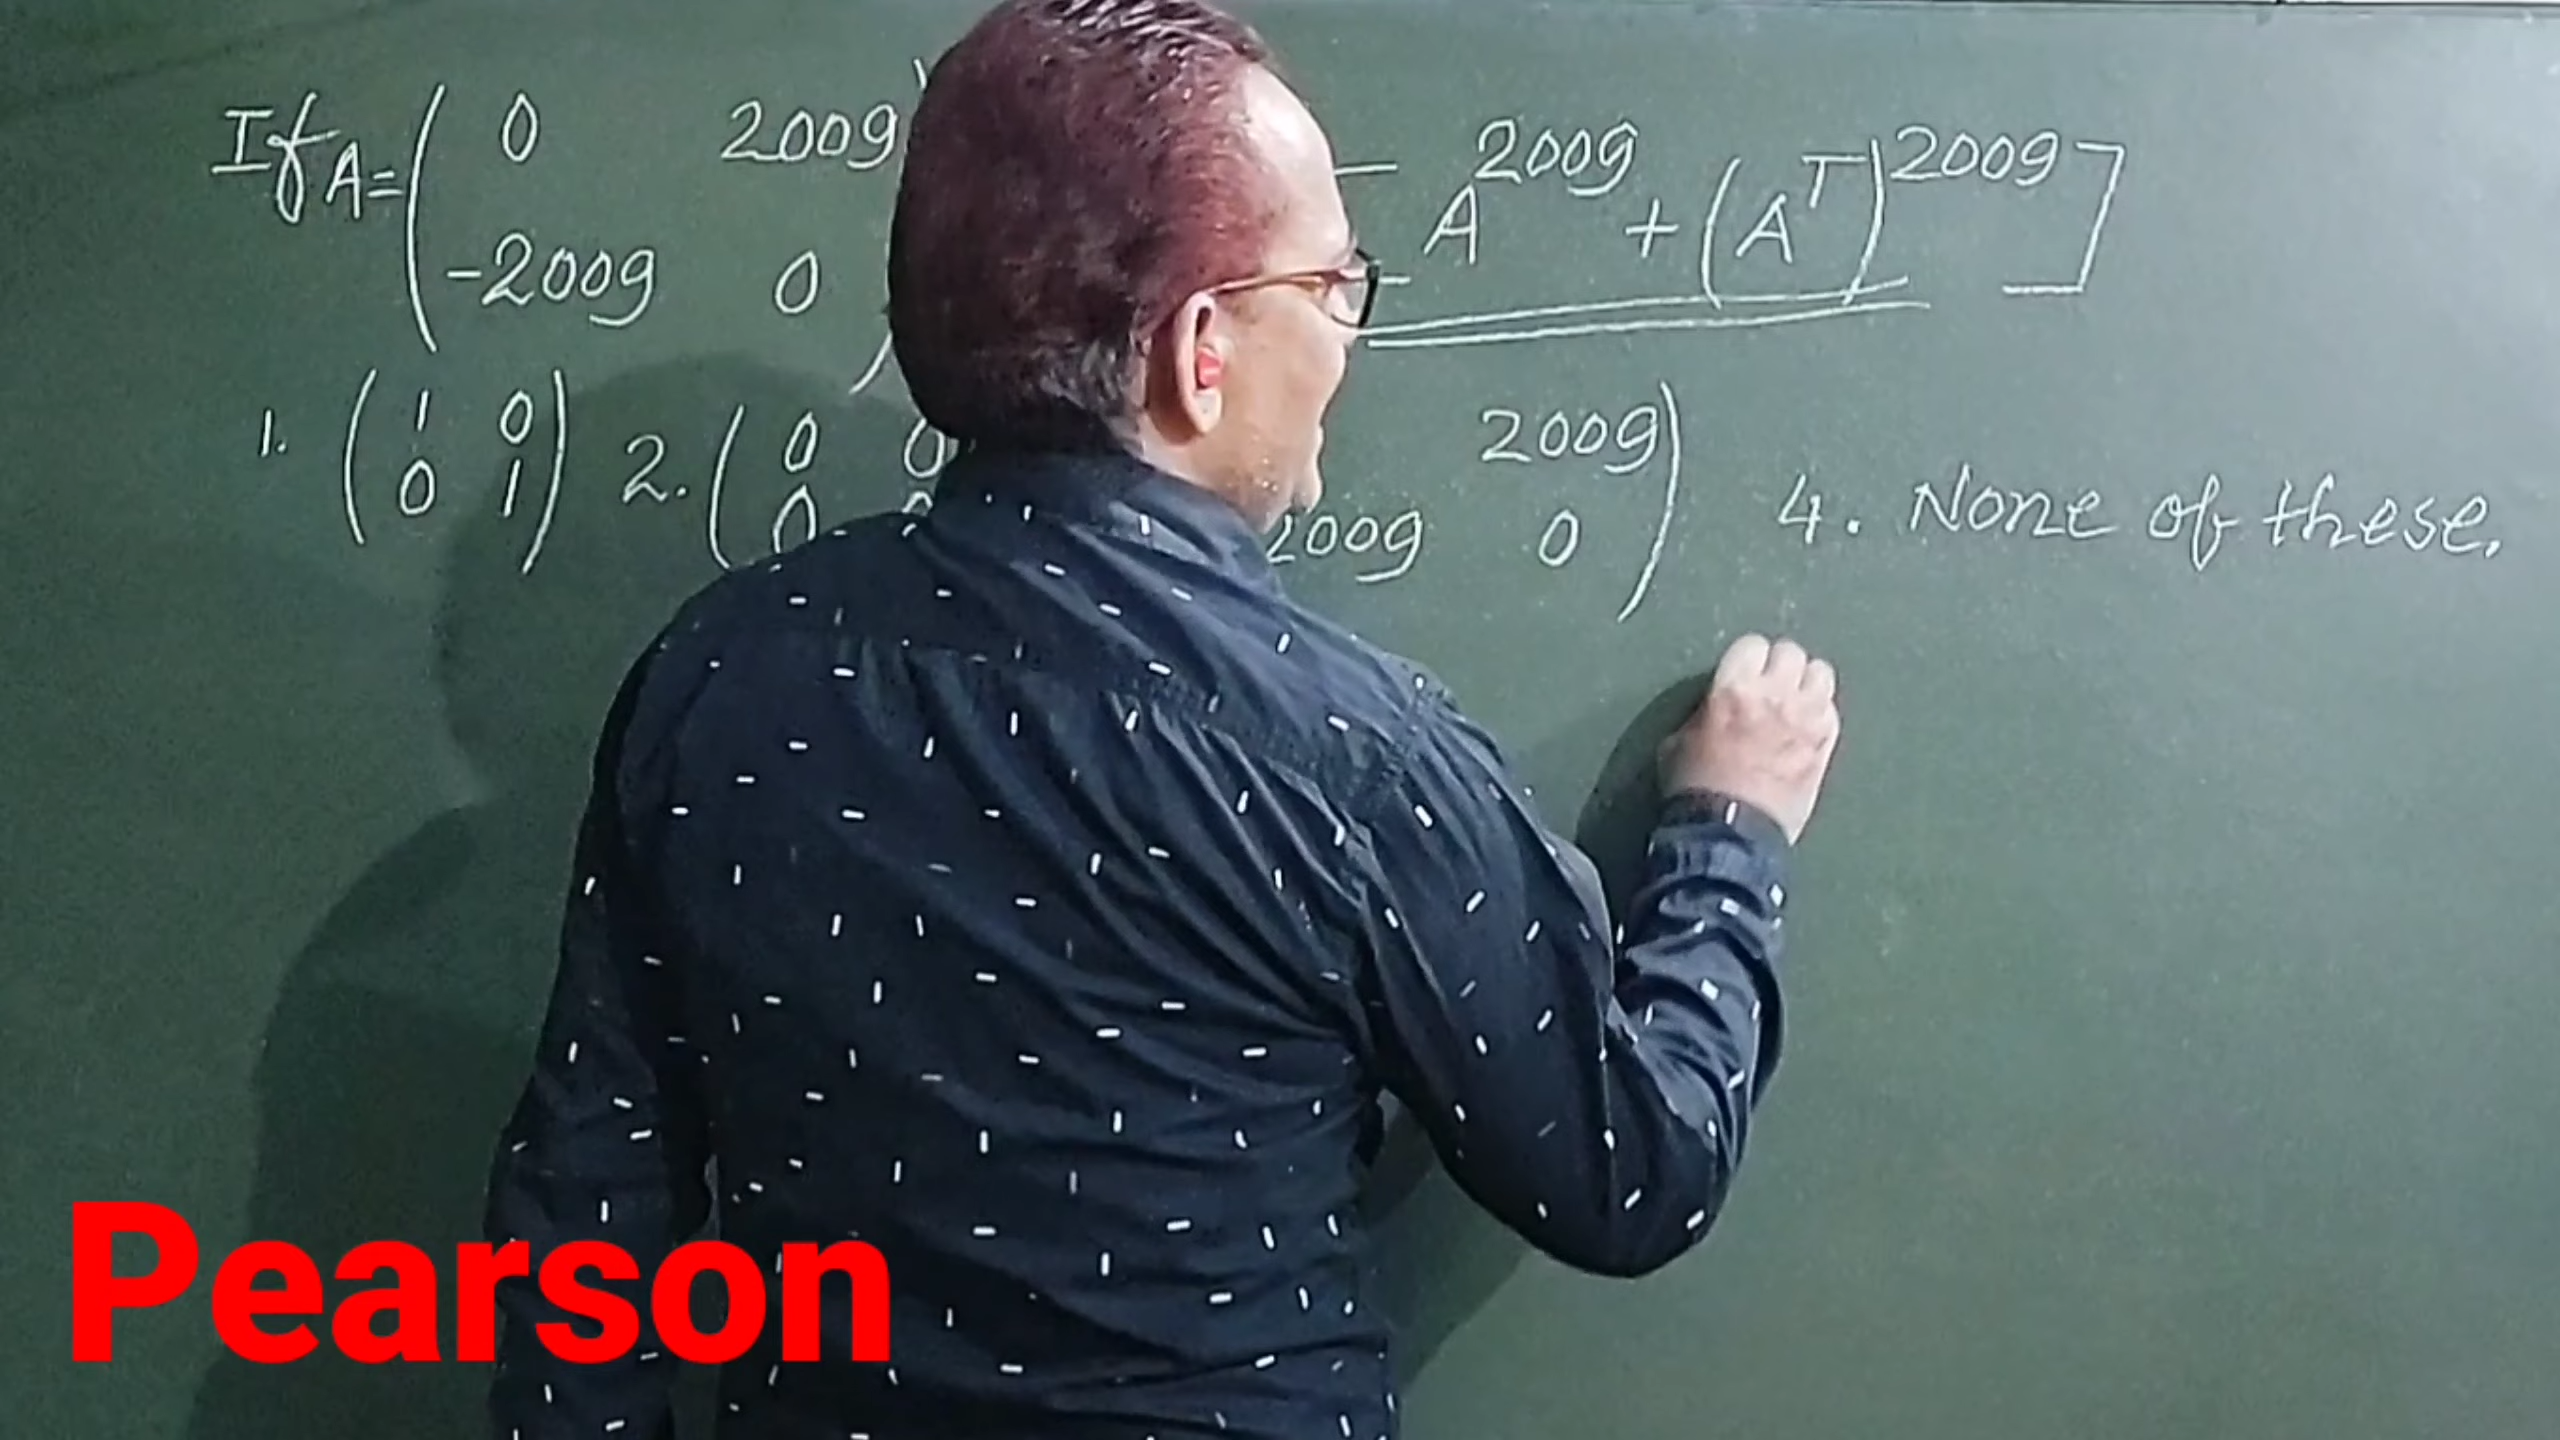 If A= ( 0 2009
-2009 0 )
[ A^2009 + (A^T)^2009 ]
1. ( 1 0 2. ( 0 0 2009 ) 4. None of these.
0 1 ) 0 2009 0
Pearson